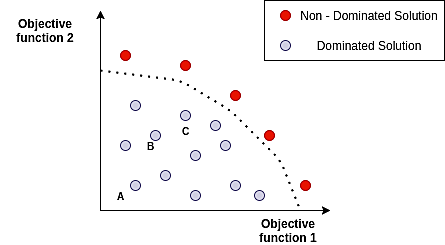 Objective
function 2
Non - Dominated Solution
Dominated Solution
C
B
A
Objective
function 1